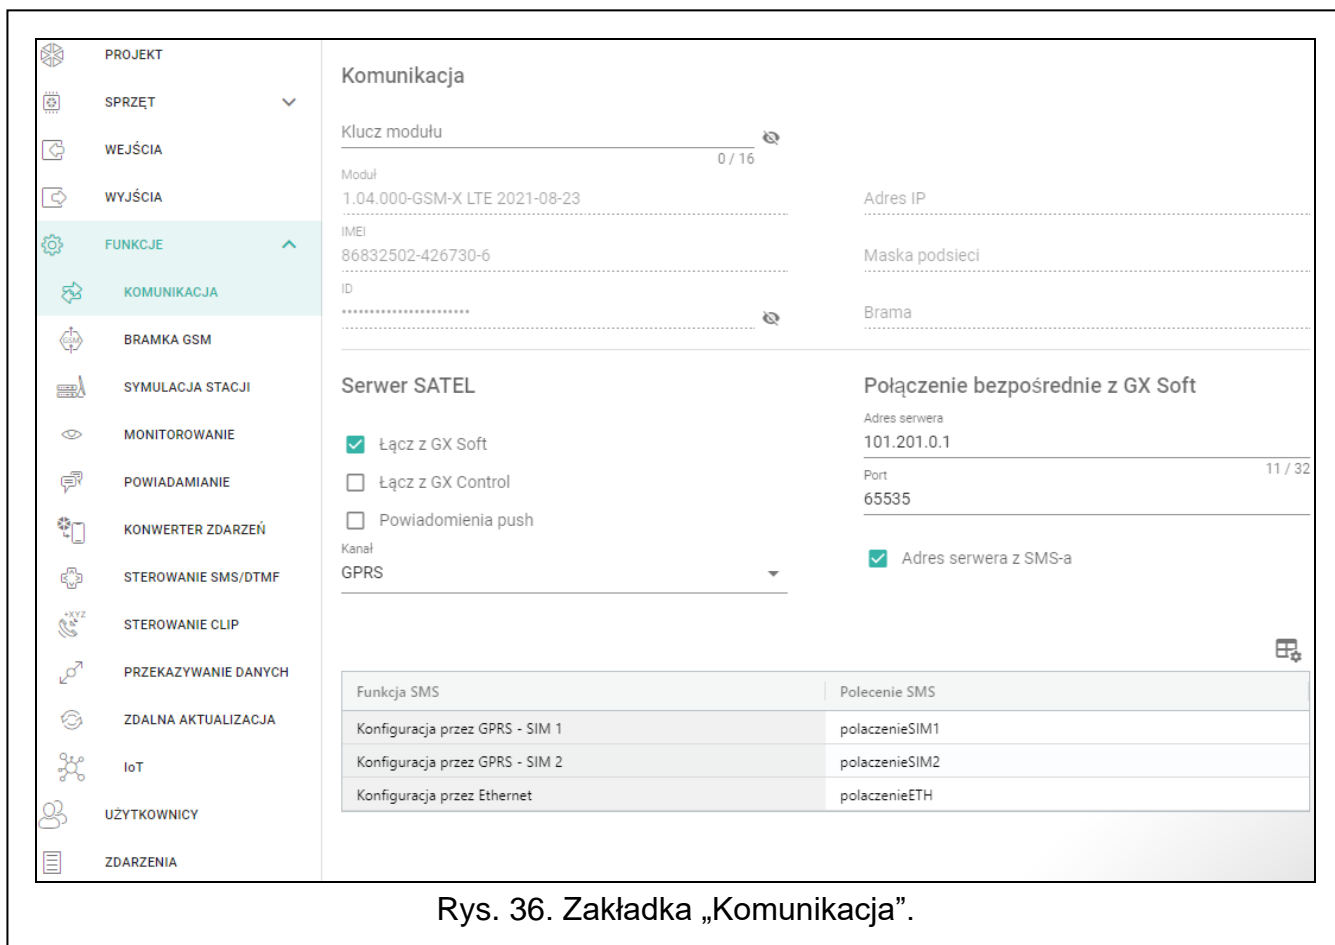 PROJEKT
SPRZĘT
WEJŚCIA
WYJŚCIA
FUNKCJE
KOMUNIKACJA
BRAMKA GSM
GSM
SYMULACJA STACJI
MONITOROWANIE
POWIADAMIANIE
KONWERTER ZDARZEŃ
STEROWANIE SMS/DTMF
+XYZ
STEROWANIE CLIP
PRZEKAZYWANIE DANYCH
ZDALNA AKTUALIZACJA
IoT
UŻYTKOWNICY
ZDARZENIA
Komunikacja
Klucz modułu
0 / 16
Moduł
1.04.000-GSM-X LTE 2021-08-23
IMEI
86832502-426730-6
ID
•••••••••••••••••••••••
Adres IP
Maska podsieci
Brama
Serwer SATEL
Łącz z GX Soft
Łącz z GX Control
Powiadomienia push
Kanał
GPRS
Połączenie bezpośrednie z GX Soft
Adres serwera
101.201.0.1
11 / 32
Port
65535
Adres serwera z SMS-a
Funkcja SMS Polecenie SMS
Konfiguracja przez GPRS - SIM 1 polaczenieSIM1
Konfiguracja przez GPRS - SIM 2 polaczenieSIM2
Konfiguracja przez Ethernet polaczenieETH
Rys. 36. Zakładka „Komunikacja”.